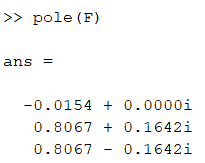 >> pole(F)
ans =
-0.0154 + 0.0000i
0.8067 + 0.1642i
0.8067 - 0.1642i